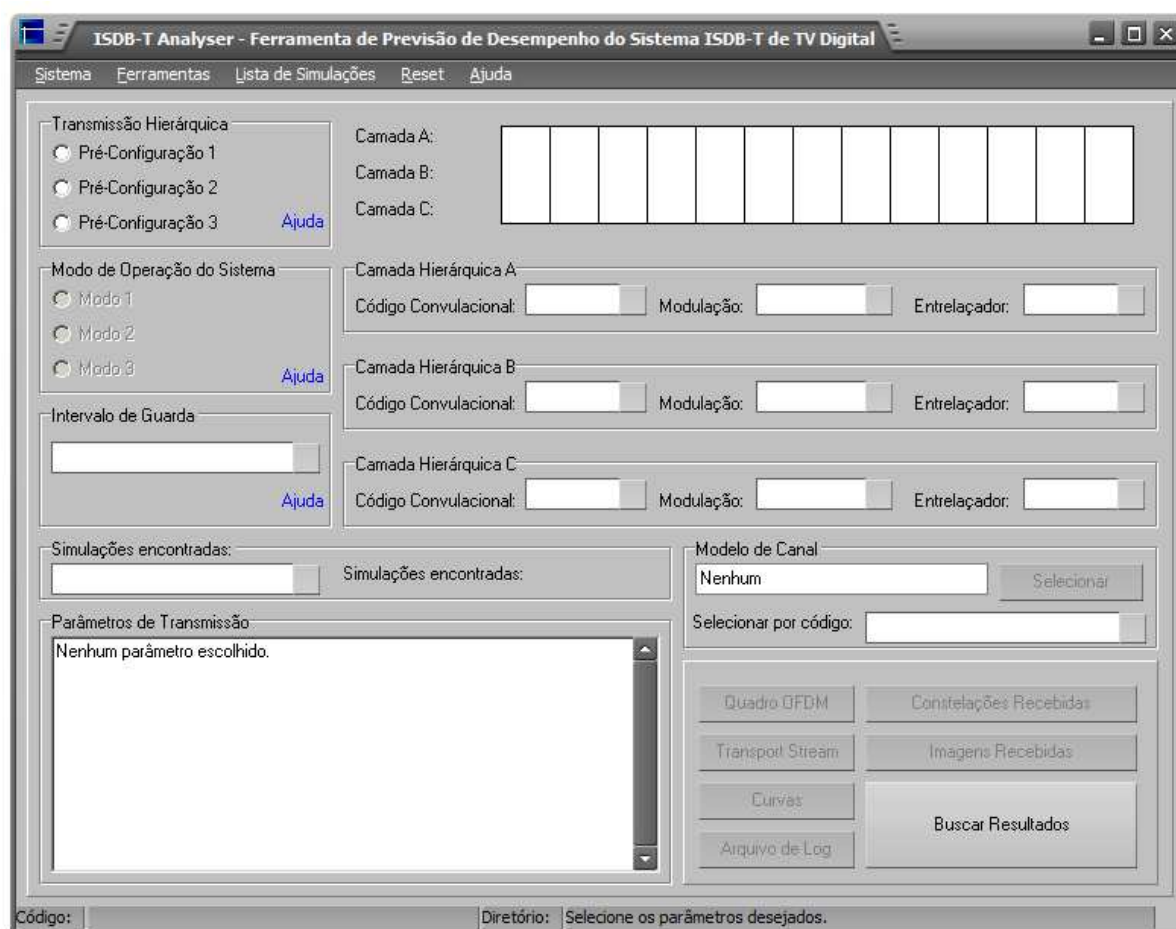 ISDB-T Analyser - Ferramenta de Previsão de Desempenho do Sistema ISDB-T de TV Digital
Sistema Ferramentas Lista de Simulações Reset Ajuda
Transmissão Hierárquica
Pré-Configuração 1
Pré-Configuração 2
Pré-Configuração 3 Ajuda
Camada A:
Camada B:
Camada C:
Modo de Operação do Sistema
Modo 1
Modo 2
Modo 3
Ajuda
Camada Hierárquica A
Código Convulacional: Modulação: Entrelaçador:
Camada Hierárquica B
Código Convulacional: Modulação: Entrelaçador:
Intervalo de Guarda
Ajuda
Camada Hierárquica C
Código Convulacional: Modulação: Entrelaçador:
Simulações encontradas:
Simulações encontradas:
Modelo de Canal
Nenhum Selecionar
Selecionar por código:
Parâmetros de Transmissão
Nenhum parâmetro escolhido.
Quadro OFDM Constelações Recebidas
Transport Stream Imagens Recebidas
Curvas
Buscar Resultados
Arquivo de Log
Código: Diretório: Selecione os parâmetros desejados.